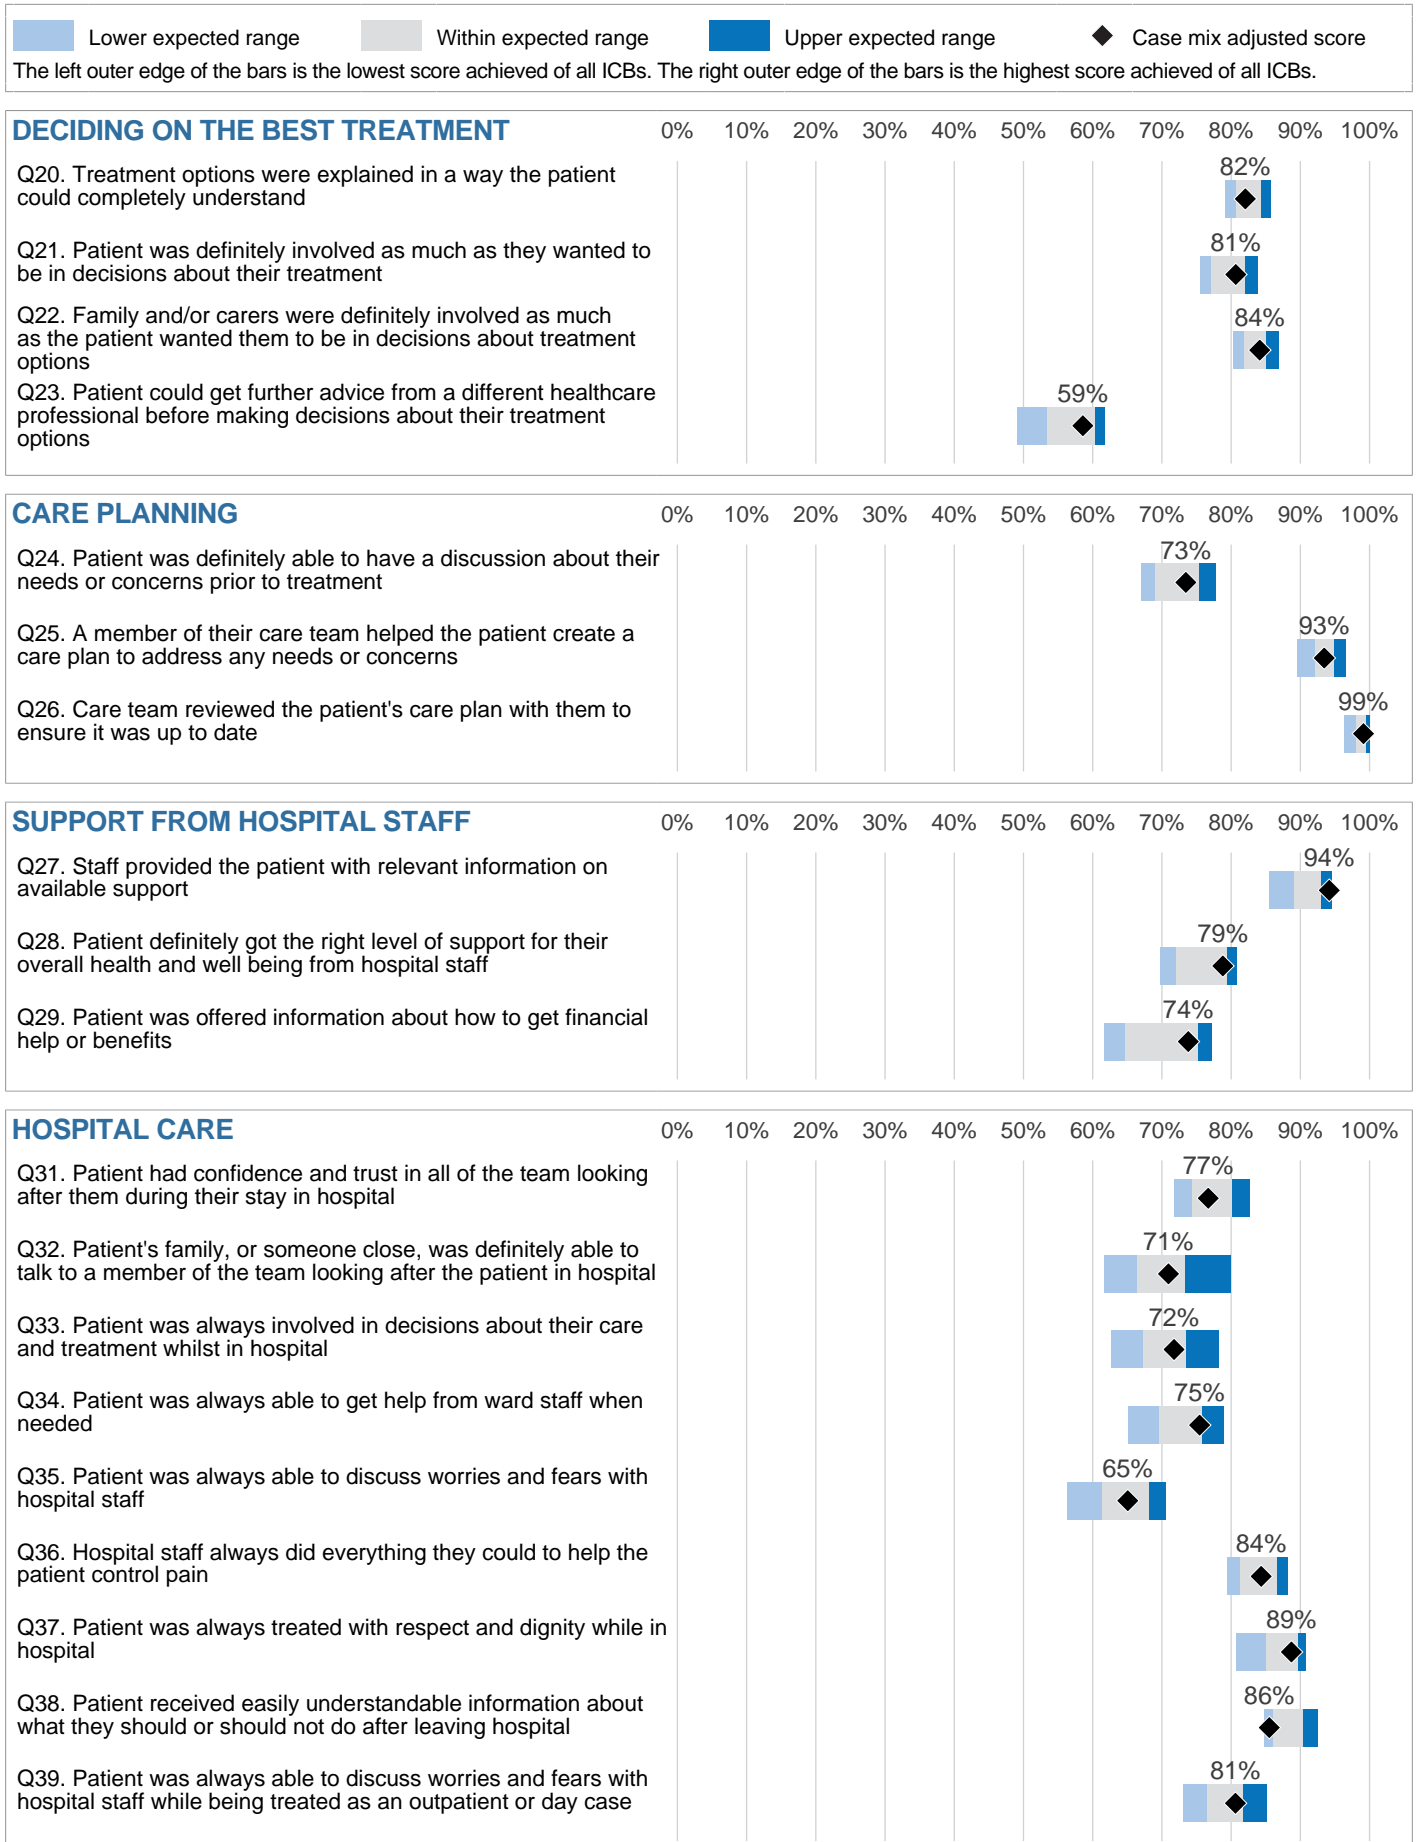 Lower expected range Within expected range Upper expected range Case mix adjusted score
The left outer edge of the bars is the lowest score achieved of all ICBs. The right outer edge of the bars is the highest score achieved of all ICBs.
DECIDING ON THE BEST TREATMENT 0% 10% 20% 30% 40% 50% 60% 70% 80% 90% 100%
Q20. Treatment options were explained in a way the patient
could completely understand
82%
Q21. Patient was definitely involved as much as they wanted to
be in decisions about their treatment
81%
Q22. Family and/or carers were definitely involved as much
as the patient wanted them to be in decisions about treatment
options
84%
Q23. Patient could get further advice from a different healthcare
professional before making decisions about their treatment
options
59%
CARE PLANNING 0% 10% 20% 30% 40% 50% 60% 70% 80% 90% 100%
Q24. Patient was definitely able to have a discussion about their
needs or concerns prior to treatment
73%
Q25. A member of their care team helped the patient create a
care plan to address any needs or concerns
93%
Q26. Care team reviewed the patient's care plan with them to
ensure it was up to date
99%
SUPPORT FROM HOSPITAL STAFF 0% 10% 20% 30% 40% 50% 60% 70% 80% 90% 100%
Q27. Staff provided the patient with relevant information on
available support
94%
Q28. Patient definitely got the right level of support for their
overall health and well being from hospital staff
79%
Q29. Patient was offered information about how to get financial
help or benefits
74%
HOSPITAL CARE 0% 10% 20% 30% 40% 50% 60% 70% 80% 90% 100%
Q31. Patient had confidence and trust in all of the team looking
after them during their stay in hospital
77%
Q32. Patient's family, or someone close, was definitely able to
talk to a member of the team looking after the patient in hospital
71%
Q33. Patient was always involved in decisions about their care
and treatment whilst in hospital
72%
Q34. Patient was always able to get help from ward staff when
needed
75%
Q35. Patient was always able to discuss worries and fears with
hospital staff
65%
Q36. Hospital staff always did everything they could to help the
patient control pain
84%
Q37. Patient was always treated with respect and dignity while in
hospital
89%
Q38. Patient received easily understandable information about
what they should or should not do after leaving hospital
86%
Q39. Patient was always able to discuss worries and fears with
hospital staff while being treated as an outpatient or day case
81%